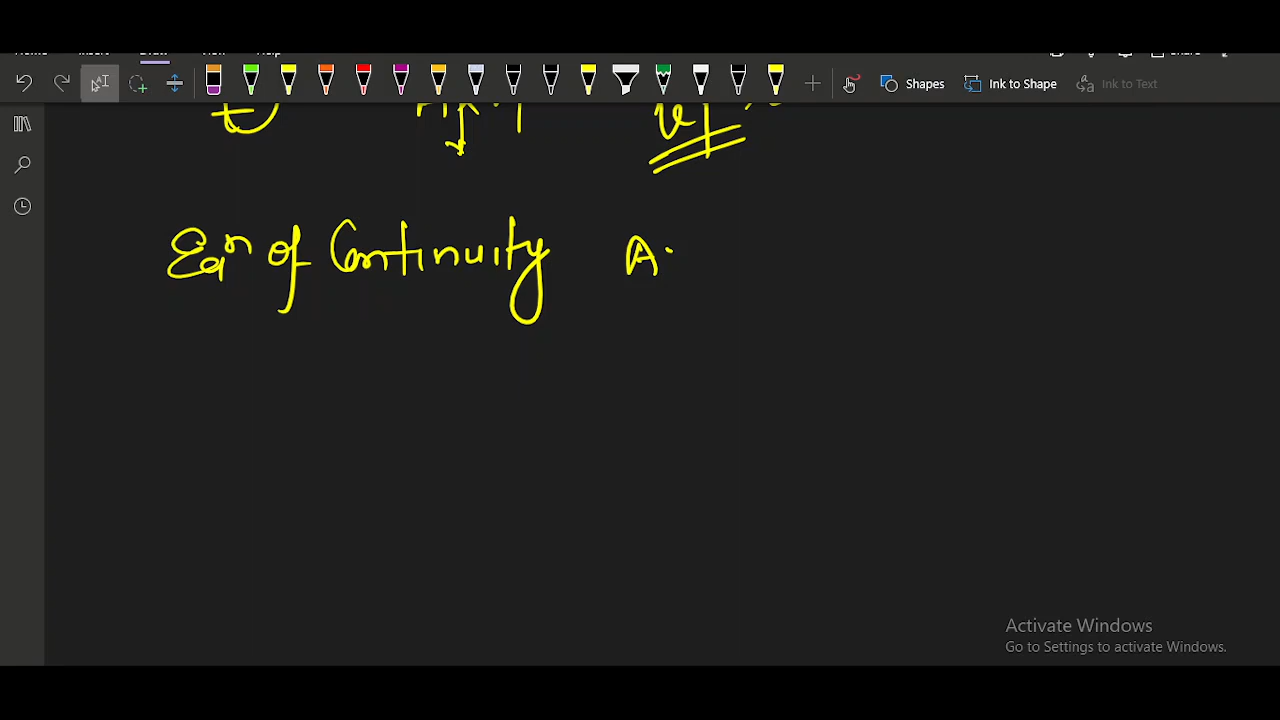 Shapes Ink to Shape Ink to Text
Eqn of Continuity A.
Activate Windows
Go to Settings to activate Windows.